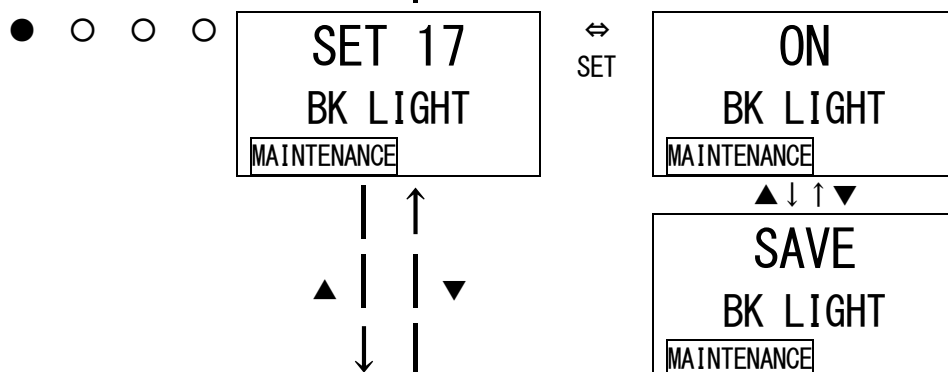 ● ○ ○ ○
SET 17
BK LIGHT
MAINTENANCE
⇔
SET
ON
BK LIGHT
MAINTENANCE
▲↓↑▼
SAVE
BK LIGHT
MAINTENANCE
▲ ↓ ↑ ▼